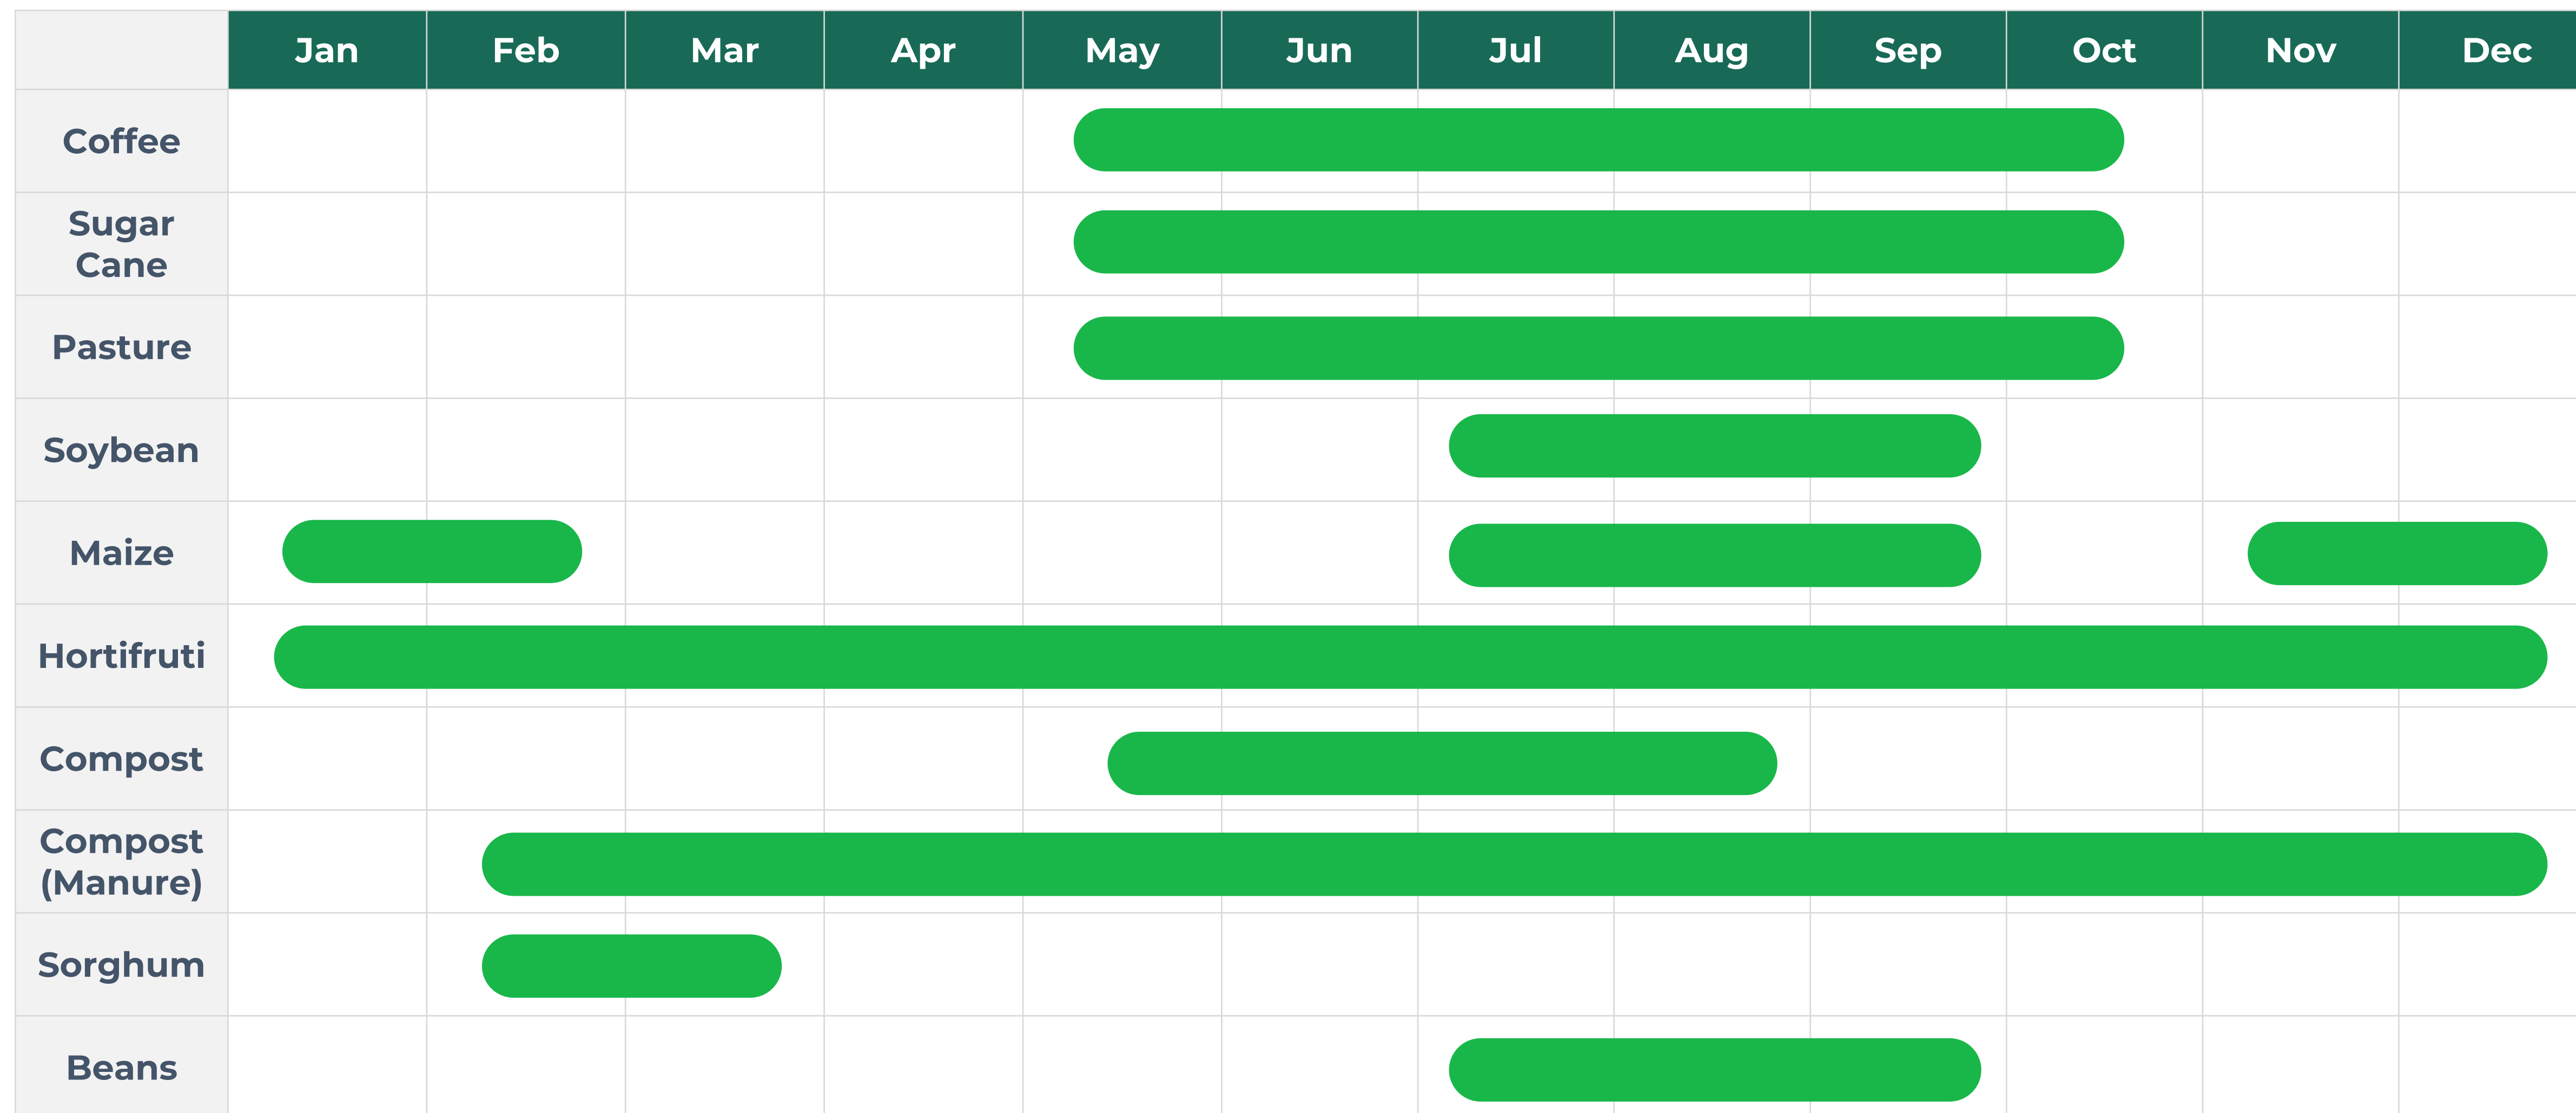 Jan Feb Mar Apr May Jun Jul Aug Sep Oct Nov Dec
Coffee
Sugar
Cane
Pasture
Soybean
Maize
Hortifruti
Compost
Compost
(Manure)
Sorghum
Beans